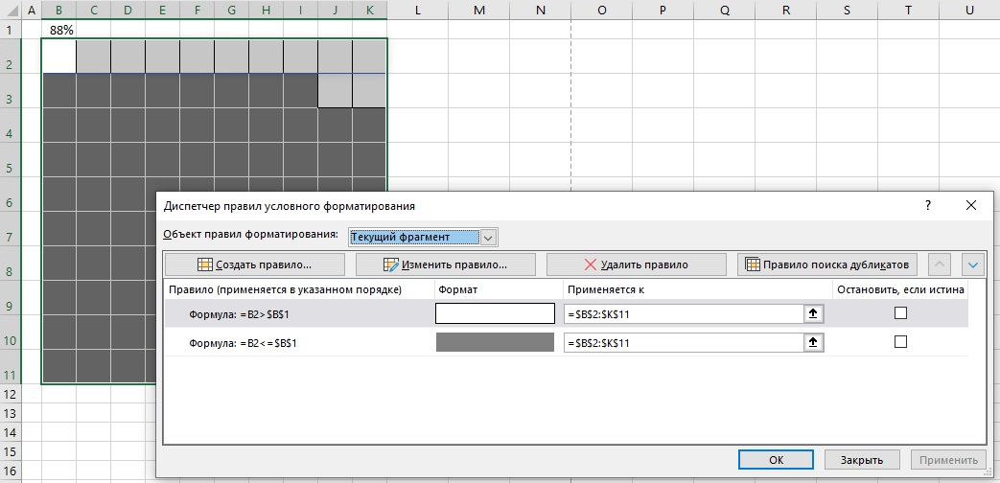 A B C D E F G H I J K L M N O P Q R S T U
1 88%
2
3
4
5
6
Диспетчер правил условного форматирования ?
7
Объект правил форматирования: Текущий фрагмент
8
Создать правило... Изменить правило... Удалить правило Правило поиска дубликатов
Правило (применяется в указанном порядке) Формат Применяется к Остановить, если истина
9
Формула: =B2>$B$1 =$B$2:$K$11
10
Формула: =B2<=$B$1 =$B$2:$K$11
11
12
13
14
15
ОК Закрыть Применить
16